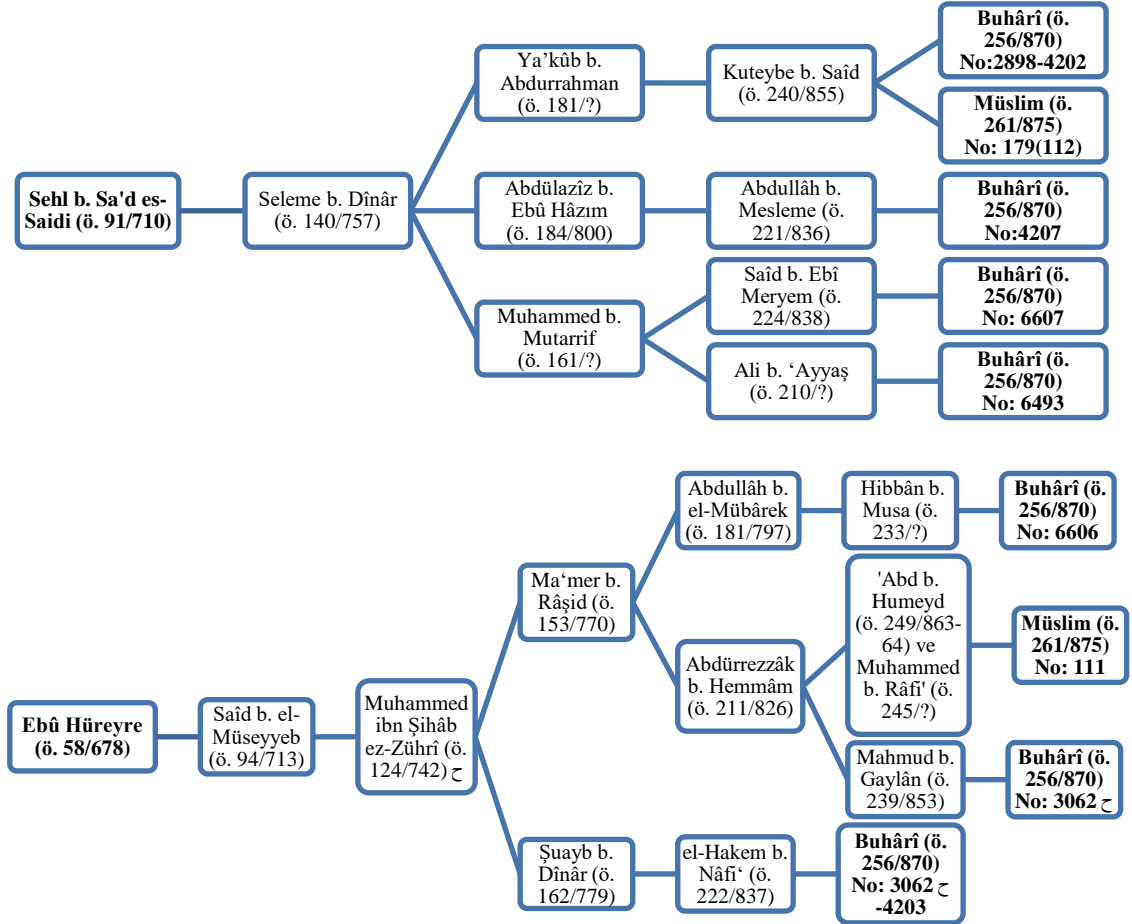 Sehl b. Sa'd es-
Saidi (ö. 91/710)
Seleme b. Dînâr
(ö. 140/757)
Ya'kûb b.
Abdurrahman
(ö. 181/?)
Kuteybe b. Saîd
(ö. 240/855)
Buhârî (ö.
256/870)
No:2898-4202
Müslim (ö.
261/875)
No: 179(112)
Abdülazîz b.
Ebû Hâzım
(ö. 184/800)
Abdullâh b.
Mesleme (ö.
221/836)
Buhârî (ö.
256/870)
No:4207
Muhammed b.
Mutarrif
(ö. 161/?)
Saîd b. Ebî
Meryem (ö.
224/838)
Buhârî (ö.
256/870)
No: 6607
Ali b. ‘Ayyaş
(ö. 210/?)
Buhârî (ö.
256/870)
No: 6493
Ebû Hüreyre
(ö. 58/678)
Saîd b. el-
Müseyyeb
(ö. 94/713)
Muhammed
ibn Şihâb
ez-Zührî (ö.
124/742) ح
Ma‘mer b.
Râşid (ö.
153/770)
Abdullâh b.
el-Mübârek
(ö. 181/797)
Hibbân b.
Musa (ö.
233/?)
Buhârî (ö.
256/870)
No: 6606
Abdürrezzâk
b. Hemmâm
(ö. 211/826)
'Abd b.
Humeyd
(ö. 249/863-
64) ve
Muhammed
b. Râfi' (ö.
245/?)
Müslim (ö.
261/875)
No: 111
Mahmud b.
Gaylân (ö.
239/853)
Buhârî (ö.
256/870)
No: 3062 ح
Şuayb b.
Dînâr (ö.
162/779)
el-Hakem b.
Nâfi‘ (ö.
222/837)
Buhârî (ö.
256/870)
No: 3062 ح
-4203